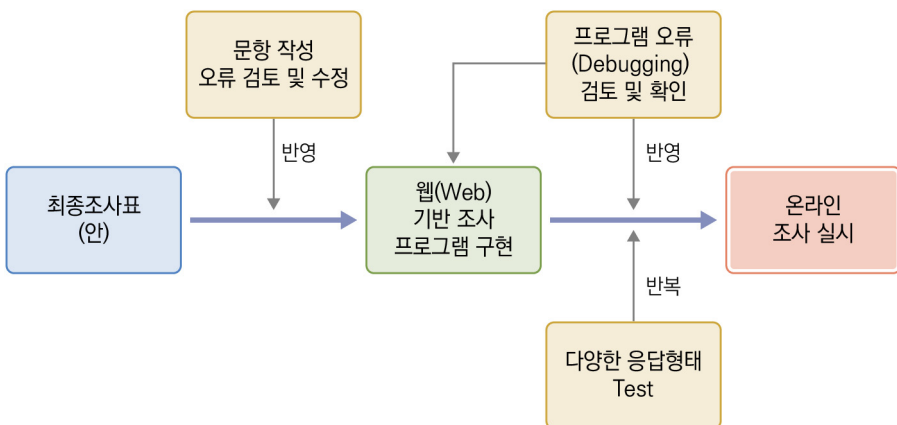 문항 작성
오류 검토 및 수정
프로그램 오류
(Debugging)
검토 및 확인
반영
반영
최종조사표
(안)
웹(Web)
기반 조사
프로그램 구현
온라인
조사 실시
반복
다양한 응답형태
Test